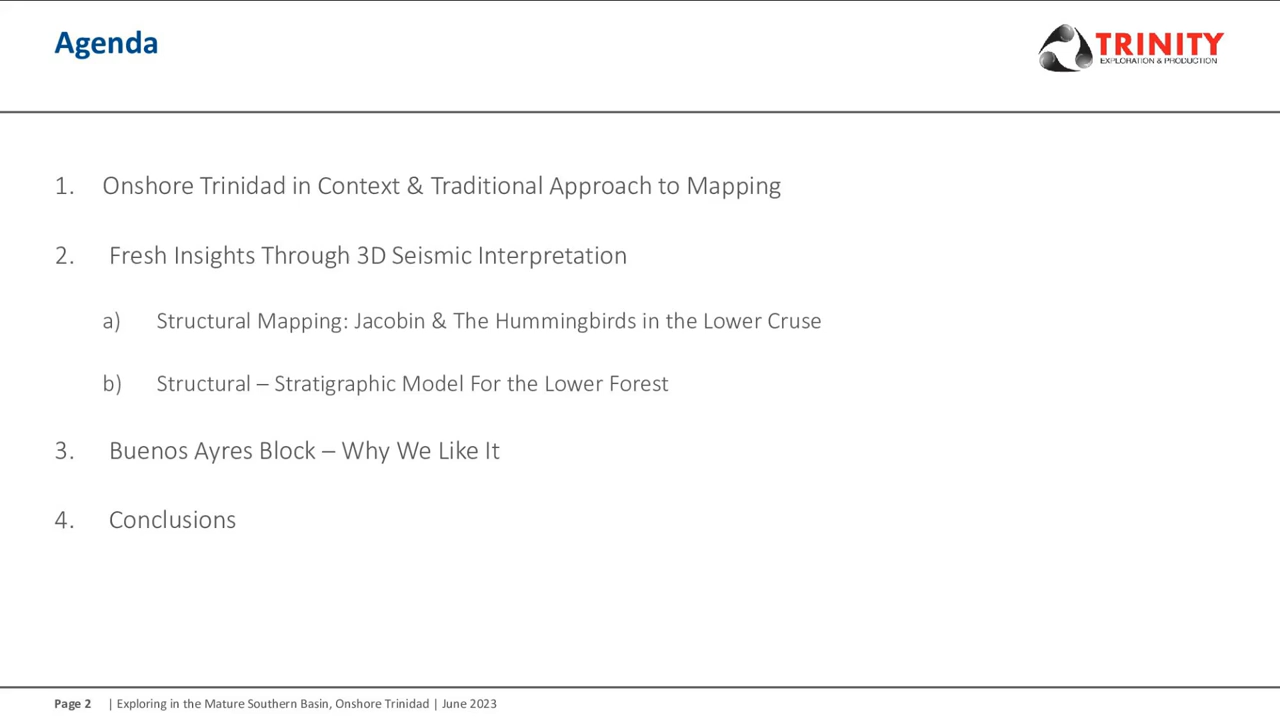 Agenda
TRINITY
EXPLORATION & PRODUCTION
1. Onshore Trinidad in Context & Traditional Approach to Mapping
2. Fresh Insights Through 3D Seismic Interpretation
a) Structural Mapping: Jacobin & The Hummingbirds in the Lower Cruse
b) Structural – Stratigraphic Model For the Lower Forest
3. Buenos Ayres Block – Why We Like It
4. Conclusions
Page 2 | Exploring in the Mature Southern Basin, Onshore Trinidad | June 2023